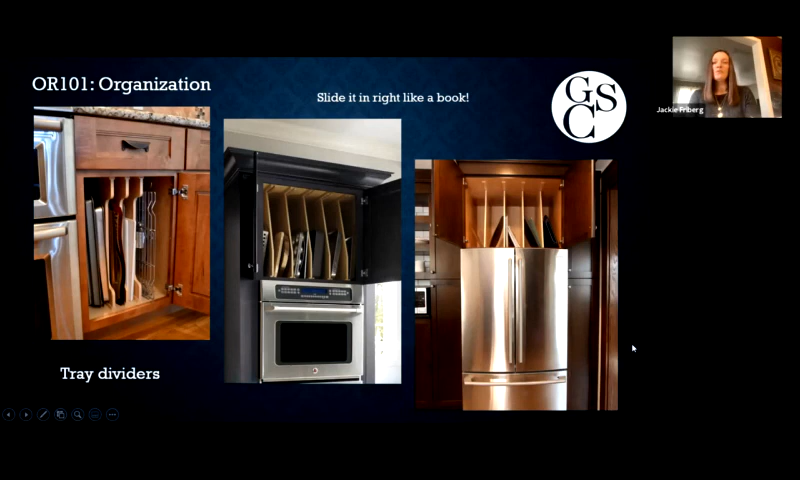 OR101: Organization
Slide it in right like a book!
GSC
Jackie Friberg
Tray dividers